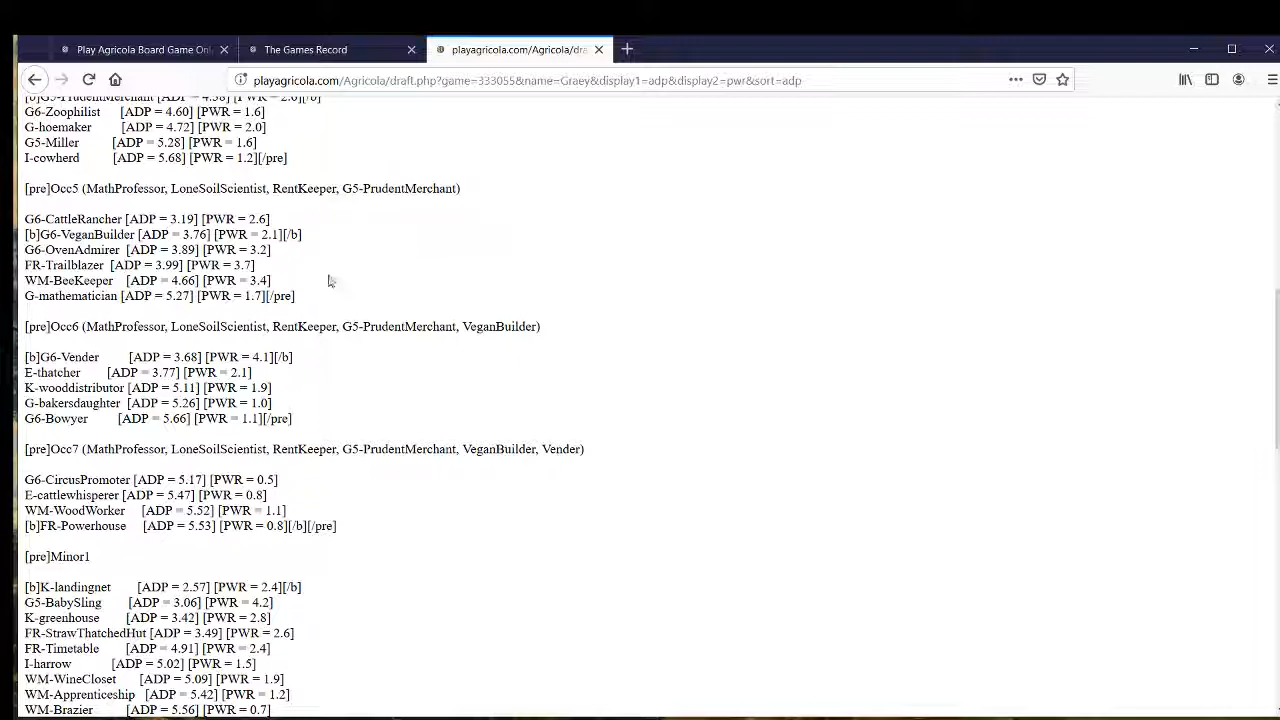 Play Agricola Board Game Onl
The Games Record
playagricola.com/Agricola/dra
playagricola.com/Agricola/draft.php?game=333055&name=Graey&display1=adp&display2=pwr&sort=adp
[b]G5-PrudentMerchant [ADP = 4.58] [PWR = 2.0][/b]
G6-Zoophilist [ADP = 4.60] [PWR = 1.6]
G-hoemaker [ADP = 4.72] [PWR = 2.0]
G5-Miller [ADP = 5.28] [PWR = 1.6]
I-cowherd [ADP = 5.68] [PWR = 1.2][/pre]
[pre]Occ5 (MathProfessor, LoneSoilScientist, RentKeeper, G5-PrudentMerchant)
G6-CattleRancher [ADP = 3.19] [PWR = 2.6]
[b]G6-VeganBuilder [ADP = 3.76] [PWR = 2.1][/b]
G6-OvenAdmirer [ADP = 3.89] [PWR = 3.2]
FR-Trailblazer [ADP = 3.99] [PWR = 3.7]
WM-BeeKeeper [ADP = 4.66] [PWR = 3.4]
G-mathematician [ADP = 5.27] [PWR = 1.7][/pre]
[pre]Occ6 (MathProfessor, LoneSoilScientist, RentKeeper, G5-PrudentMerchant, VeganBuilder)
[b]G6-Vender [ADP = 3.68] [PWR = 4.1][/b]
E-thatcher [ADP = 3.77] [PWR = 2.1]
K-wooddistributor [ADP = 5.11] [PWR = 1.9]
G-bakersdaughter [ADP = 5.26] [PWR = 1.0]
G6-Bowyer [ADP = 5.66] [PWR = 1.1][/pre]
[pre]Occ7 (MathProfessor, LoneSoilScientist, RentKeeper, G5-PrudentMerchant, VeganBuilder, Vender)
G6-CircusPromoter [ADP = 5.17] [PWR = 0.5]
E-cattlewhisperer [ADP = 5.47] [PWR = 0.8]
WM-WoodWorker [ADP = 5.52] [PWR = 1.1]
[b]FR-Powerhouse [ADP = 5.53] [PWR = 0.8][/b][/pre]
[pre]Minor1
[b]K-landingnet [ADP = 2.57] [PWR = 2.4][/b]
G5-BabySling [ADP = 3.06] [PWR = 4.2]
K-greenhouse [ADP = 3.42] [PWR = 2.8]
FR-StrawThatchedHut [ADP = 3.49] [PWR = 2.6]
FR-Timetable [ADP = 4.91] [PWR = 2.4]
I-harrow [ADP = 5.02] [PWR = 1.5]
WM-WineCloset [ADP = 5.09] [PWR = 1.9]
WM-Apprenticeship [ADP = 5.42] [PWR = 1.2]
WM-Brazier [ADP = 5.56] [PWR = 0.7]